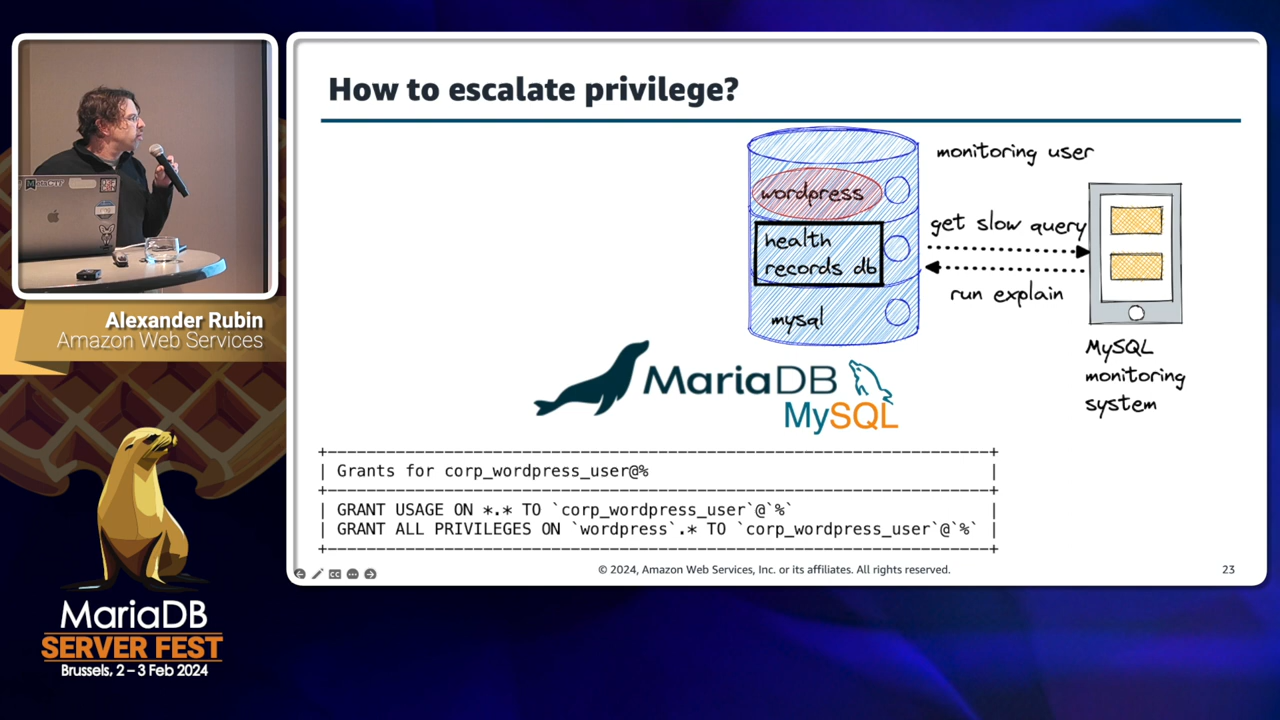 How to escalate privilege?
wordpress
health
records db
mysql
monitoring user
get slow query
run explain
MySQL
monitoring
system
MariaDB
MySQL
+---------------------------------------------------------------------+
| Grants for corp_wordpress_user@% |
+---------------------------------------------------------------------+
| GRANT USAGE ON *.* TO `corp_wordpress_user`@`%` |
| GRANT ALL PRIVILEGES ON `wordpress`.* TO `corp_wordpress_user`@`%` |
+---------------------------------------------------------------------+
© 2024, Amazon Web Services, Inc. or its affiliates. All rights reserved.
23
Alexander Rubin
Amazon Web Services
MariaDB
SERVER FEST
Brussels, 2 – 3 Feb 2024